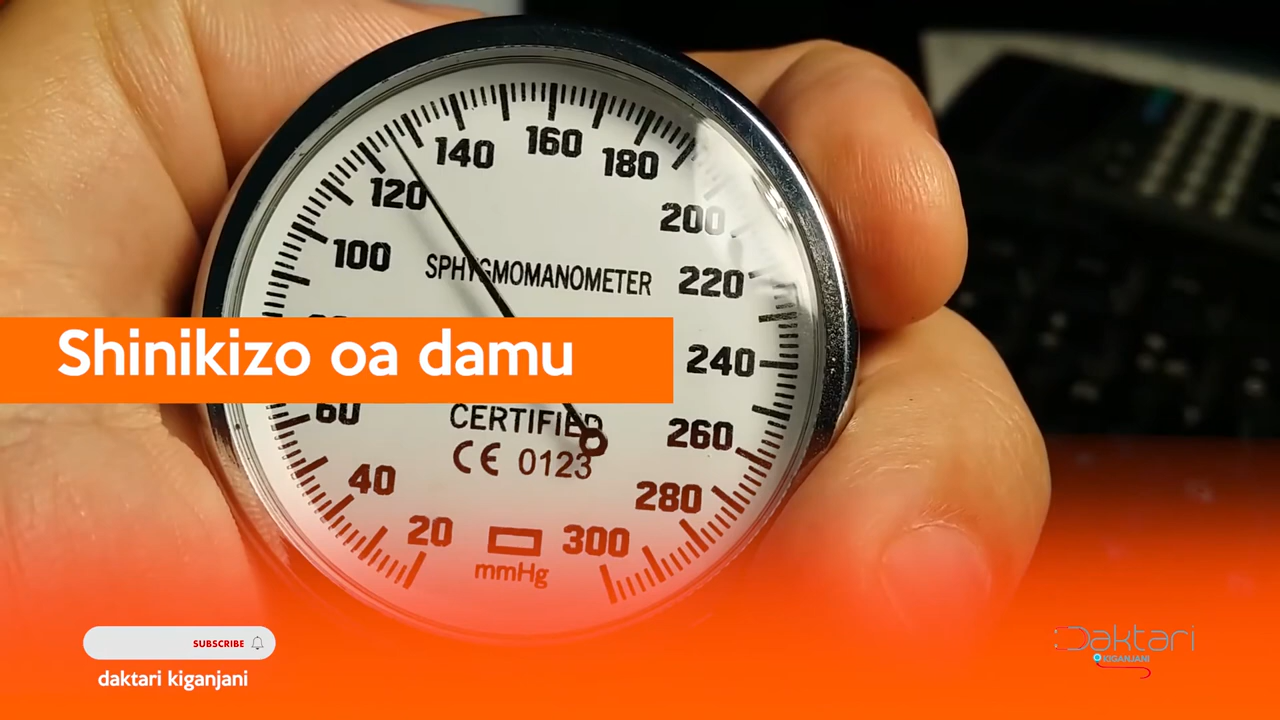 140
160
180
120
200
100
SPHYGMOMANOMETER
220
Shinikizo oa damu
240
60
CERTIFIED
260
CE 0123
40
280
20
300
mmHg
SUBSCRIBE
daktari kiganjani
Daktari
KIGANJANI